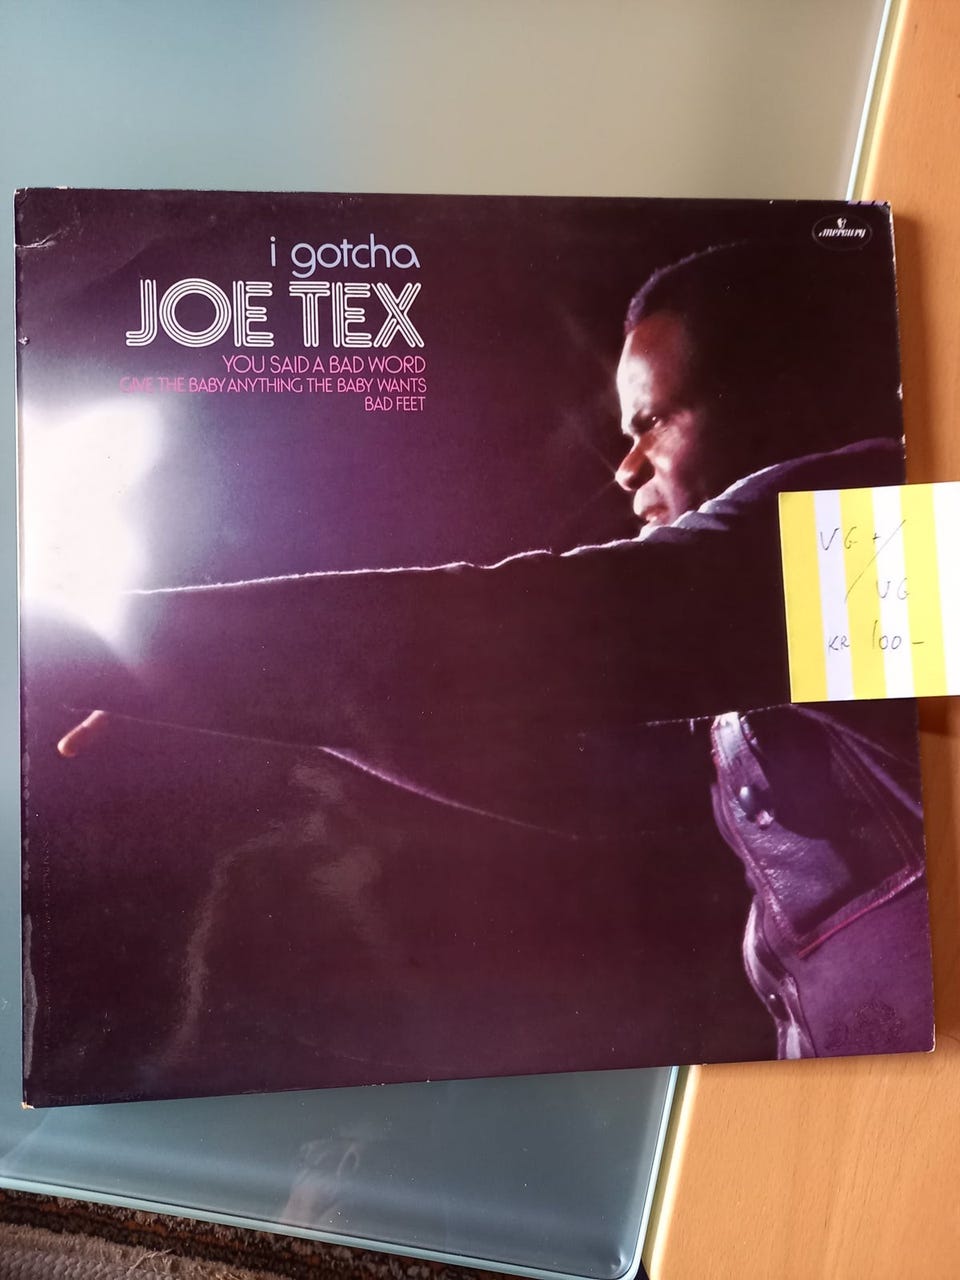 i gotcha
JOE TEX
YOU SAID A BAD WORD
GIVE THE BABY ANYTHING THE BABY WANTS
BAD FEET
mercury
VG +/
VG
KR 100-